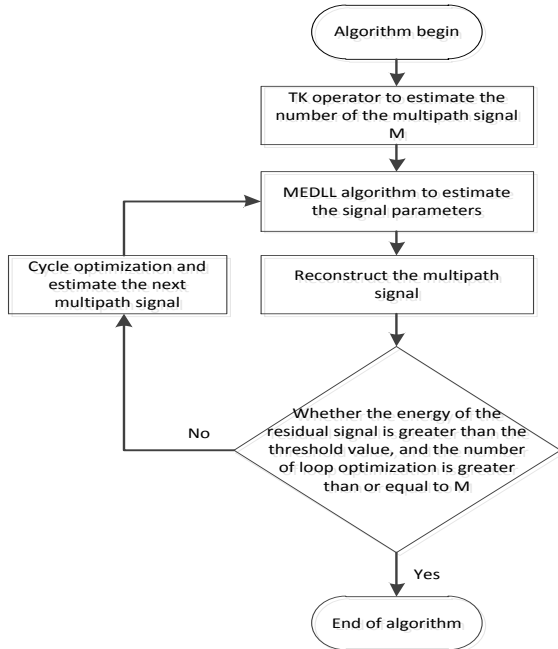 Algorithm begin
TK operator to estimate the
number of the multipath signal
M
MEDLL algorithm to estimate
the signal parameters
Cycle optimization and
estimate the next
multipath signal
Reconstruct the multipath
signal
Whether the energy of the
residual signal is greater than the
threshold value, and the number
of loop optimization is greater
than or equal to M
No
Yes
End of algorithm